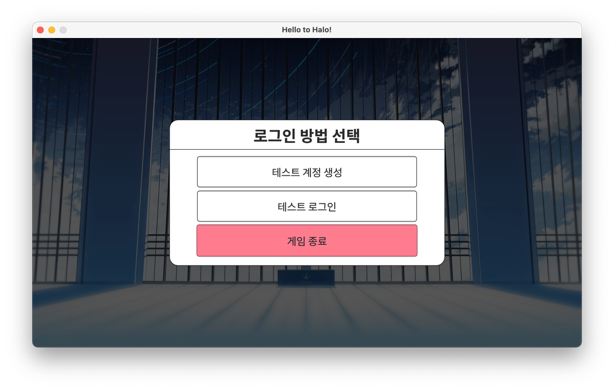 Hello to Halo!
로그인 방법 선택
테스트 계정 생성
테스트 로그인
게임 종료